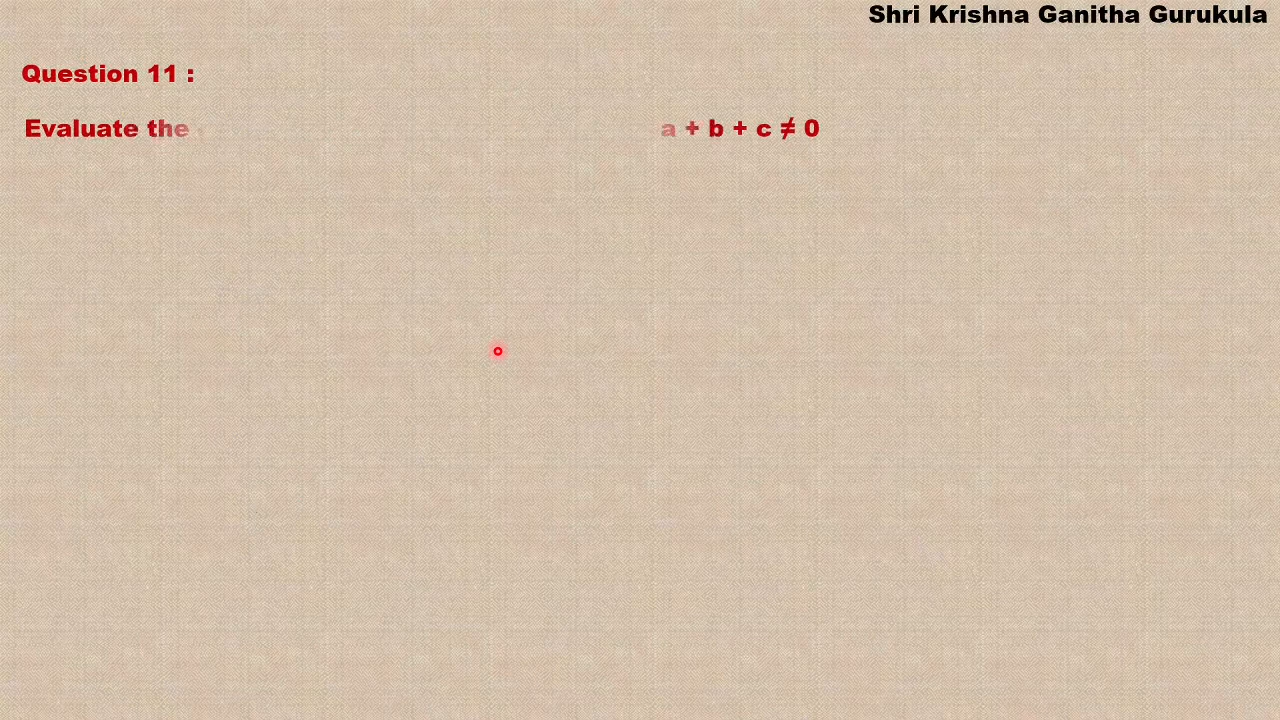 Shri Krishna Ganitha Gurukula
Question 11 :
Evaluate the a + b + c ≠ 0